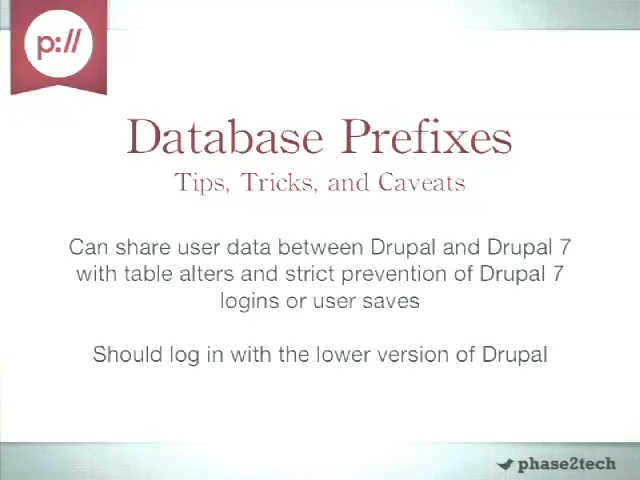 p://
Database Prefixes
Tips, Tricks, and Caveats
Can share user data between Drupal and Drupal 7
with table alters and strict prevention of Drupal 7
logins or user saves
Should log in with the lower version of Drupal
phase2tech